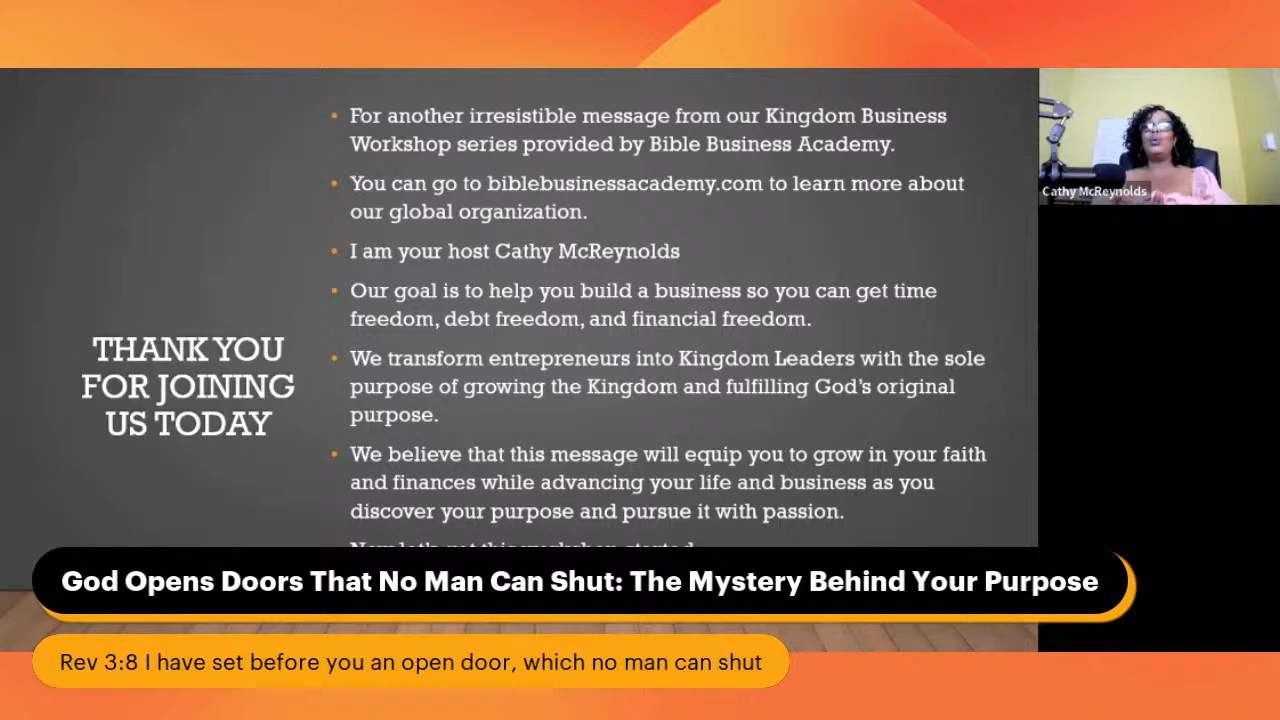 THANK YOU
FOR JOINING
US TODAY
For another irresistible message from our Kingdom Business
Workshop series provided by Bible Business Academy.
You can go to biblebusinessacademy.com to learn more about
our global organization.
I am your host Cathy McReynolds
Our goal is to help you build a business so you can get time
freedom, debt freedom, and financial freedom.
We transform entrepreneurs into Kingdom Leaders with the sole
purpose of growing the Kingdom and fulfilling God's original
purpose.
We believe that this message will equip you to grow in your faith
and finances while advancing your life and business as you
discover your purpose and pursue it with passion.
Now let's get this workshop started
Cathy McReynolds
God Opens Doors That No Man Can Shut: The Mystery Behind Your Purpose
Rev 3:8 I have set before you an open door, which no man can shut